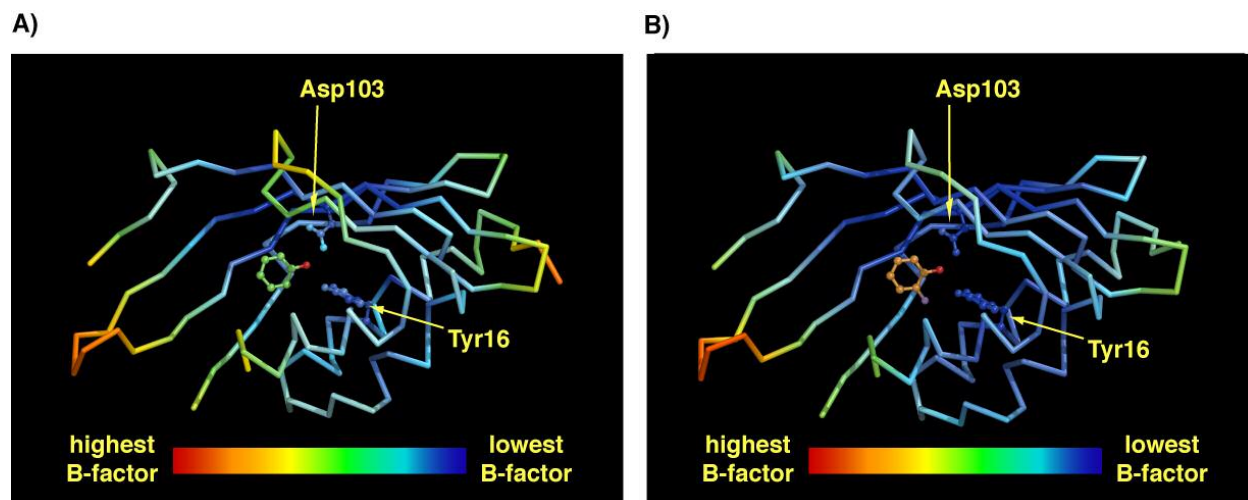 A)
Asp103
Tyr16
highest
B-factor
lowest
B-factor
B)
Asp103
Tyr16
highest
B-factor
lowest
B-factor